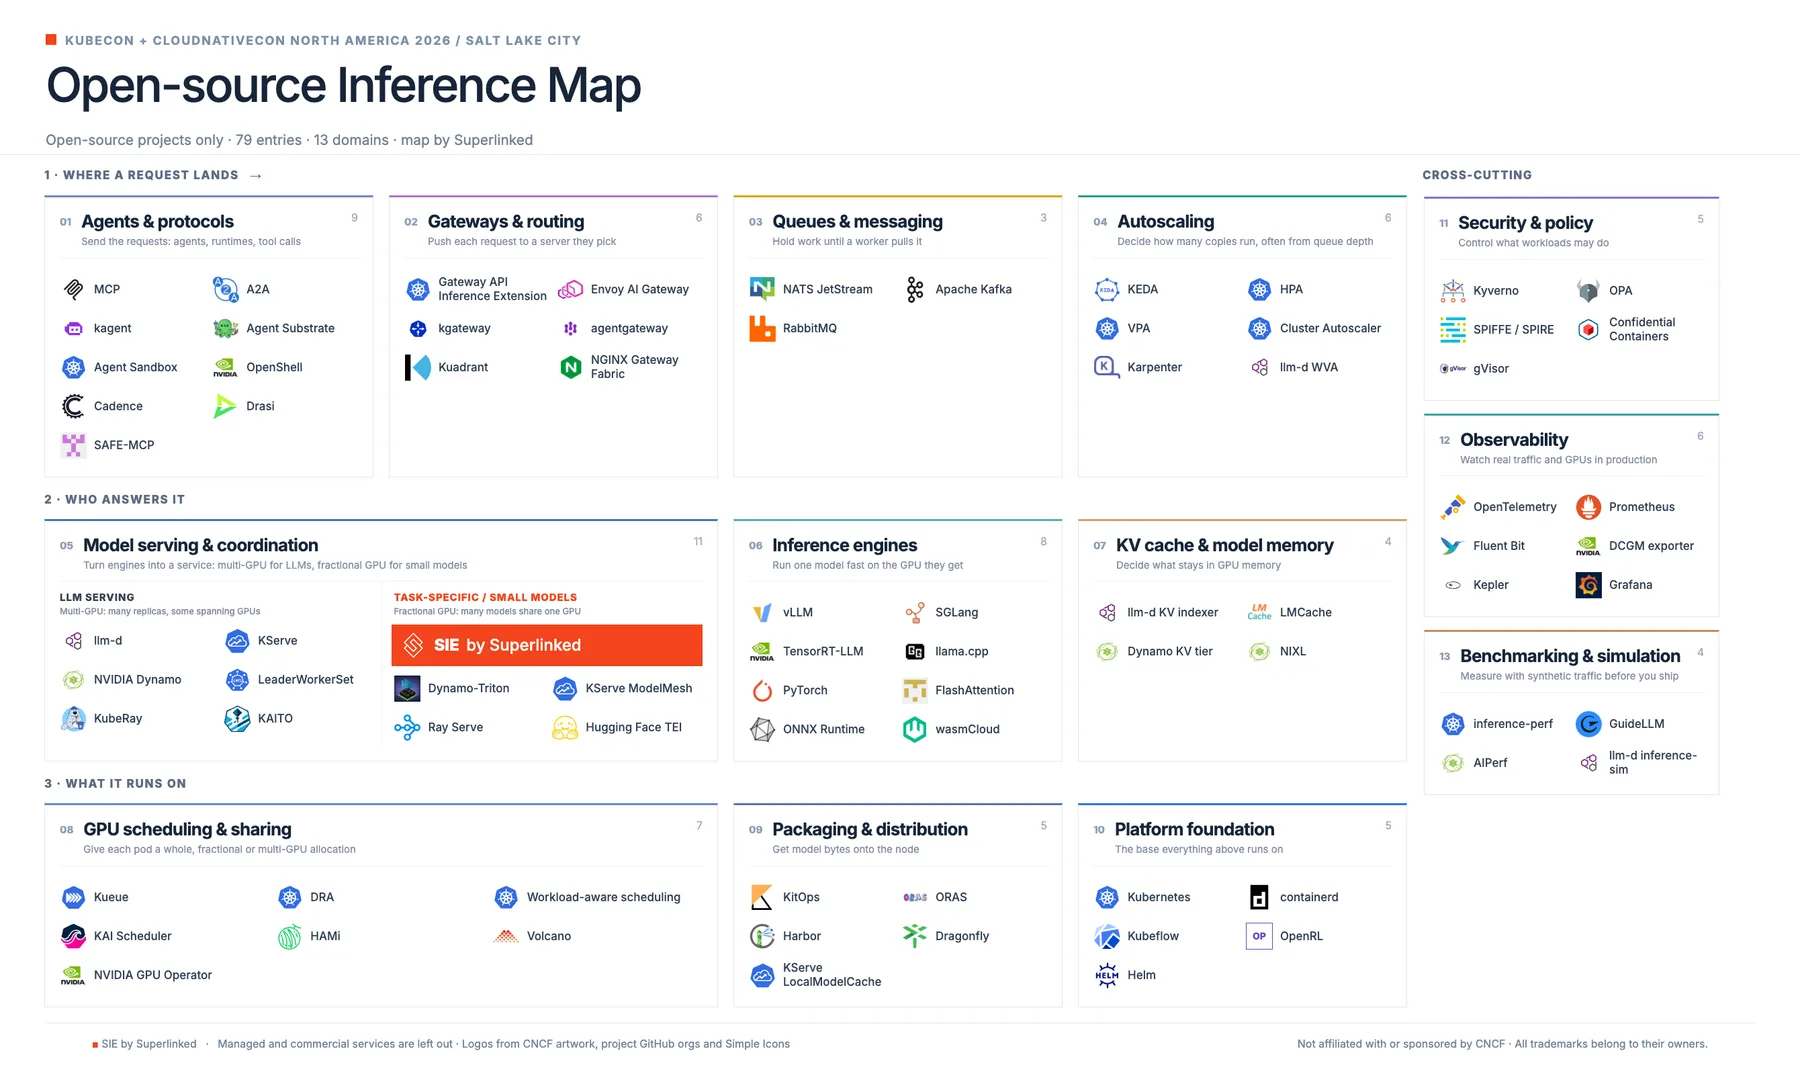 KUBECON + CLOUDNATIVECON NORTH AMERICA 2026 / SALT LAKE CITY
Open-source Inference Map
Open-source projects only · 79 entries · 13 domains · map by Superlinked
1 · WHERE A REQUEST LANDS →
01 Agents & protocols 9
Send the requests: agents, runtimes, tool calls
MCP
A2A
kagent
Agent Substrate
Agent Sandbox
NVIDIA OpenShell
Cadence
Drasi
SAFE-MCP
02 Gateways & routing 6
Push each request to a server they pick
Gateway API
Inference Extension
Envoy AI Gateway
kgateway
agentgateway
Kuadrant
NGINX Gateway
Fabric
03 Queues & messaging 3
Hold work until a worker pulls it
NATS JetStream
Apache Kafka
RabbitMQ
04 Autoscaling 6
Decide how many copies run, often from queue depth
KEDA KEDA
HPA
VPA
Cluster Autoscaler
Karpenter
llm-d WVA
2 · WHO ANSWERS IT
05 Model serving & coordination 11
Turn engines into a service: multi-GPU for LLMs, fractional GPU for small models
LLM SERVING
Multi-GPU: many replicas, some spanning GPUs
llm-d
KServe
NVIDIA Dynamo
LeaderWorkerSet
KubeRay
KAITO
TASK-SPECIFIC / SMALL MODELS
Fractional GPU: many models share one GPU
SIE by Superlinked
Dynamo-Triton
KServe ModelMesh
Ray Serve
Hugging Face TEI
06 Inference engines 8
Run one model fast on the GPU they get
vLLM
SGLang
NVIDIA TensorRT-LLM
llama.cpp
PyTorch
FlashAttention
ONNX Runtime
wasmCloud
07 KV cache & model memory 4
Decide what stays in GPU memory
llm-d KV indexer
LM Cache LMCache
Dynamo KV tier
NIXL
3 · WHAT IT RUNS ON
08 GPU scheduling & sharing 7
Give each pod a whole, fractional or multi-GPU allocation
Kueue
DRA
Workload-aware scheduling
KAI Scheduler
HAMi
Volcano
NVIDIA NVIDIA GPU Operator
09 Packaging & distribution 5
Get model bytes onto the node
KitOps
ORAS ORAS
Harbor
Dragonfly
KServe
LocalModelCache
10 Platform foundation 5
The base everything above runs on
Kubernetes
containerd
Kubeflow
OP OpenRL
HELM Helm
CROSS-CUTTING
11 Security & policy 5
Control what workloads may do
Kyverno
OPA
SPIFFE / SPIRE
Confidential
Containers
gVisor gVisor
12 Observability 6
Watch real traffic and GPUs in production
OpenTelemetry
Prometheus
Fluent Bit
NVIDIA DCGM exporter
Kepler
Grafana
13 Benchmarking & simulation 4
Measure with synthetic traffic before you ship
inference-perf
GuideLLM
AIPerf
llm-d inference-
sim
SIE by Superlinked · Managed and commercial services are left out · Logos from CNCF artwork, project GitHub orgs and Simple Icons
Not affiliated with or sponsored by CNCF · All trademarks belong to their owners.